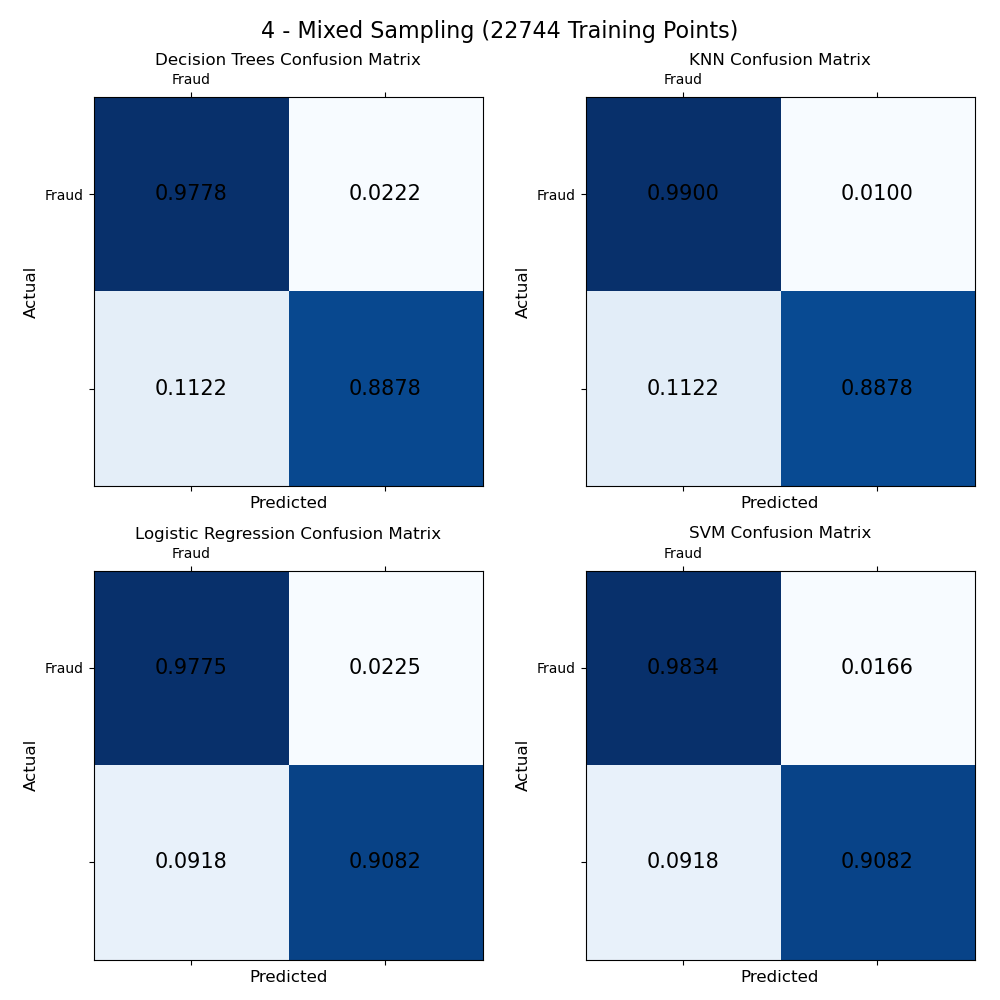 4 - Mixed Sampling (22744 Training Points)
Decision Trees Confusion Matrix
Fraud
Fraud
0.9778 0.0222
Actual
0.1122 0.8878
Predicted
KNN Confusion Matrix
Fraud
Fraud
0.9900 0.0100
Actual
0.1122 0.8878
Predicted
Logistic Regression Confusion Matrix
Fraud
Fraud
0.9775 0.0225
Actual
0.0918 0.9082
Predicted
SVM Confusion Matrix
Fraud
Fraud
0.9834 0.0166
Actual
0.0918 0.9082
Predicted